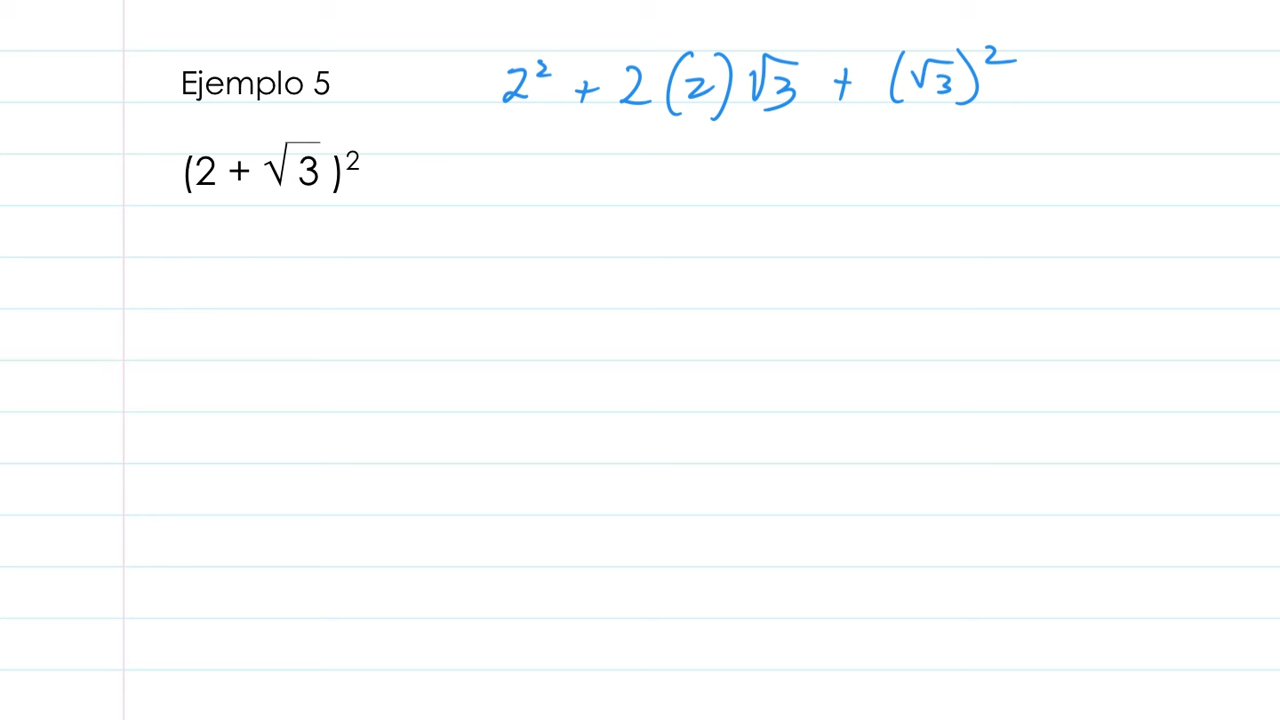 Ejemplo 5
2² + 2(2)√3 + (√3)²
(2 + √3)²